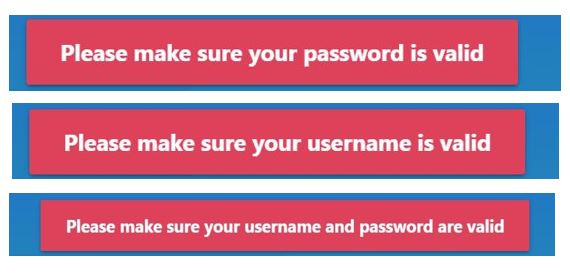 Please make sure your password is valid
Please make sure your username is valid
Please make sure your username and password are valid